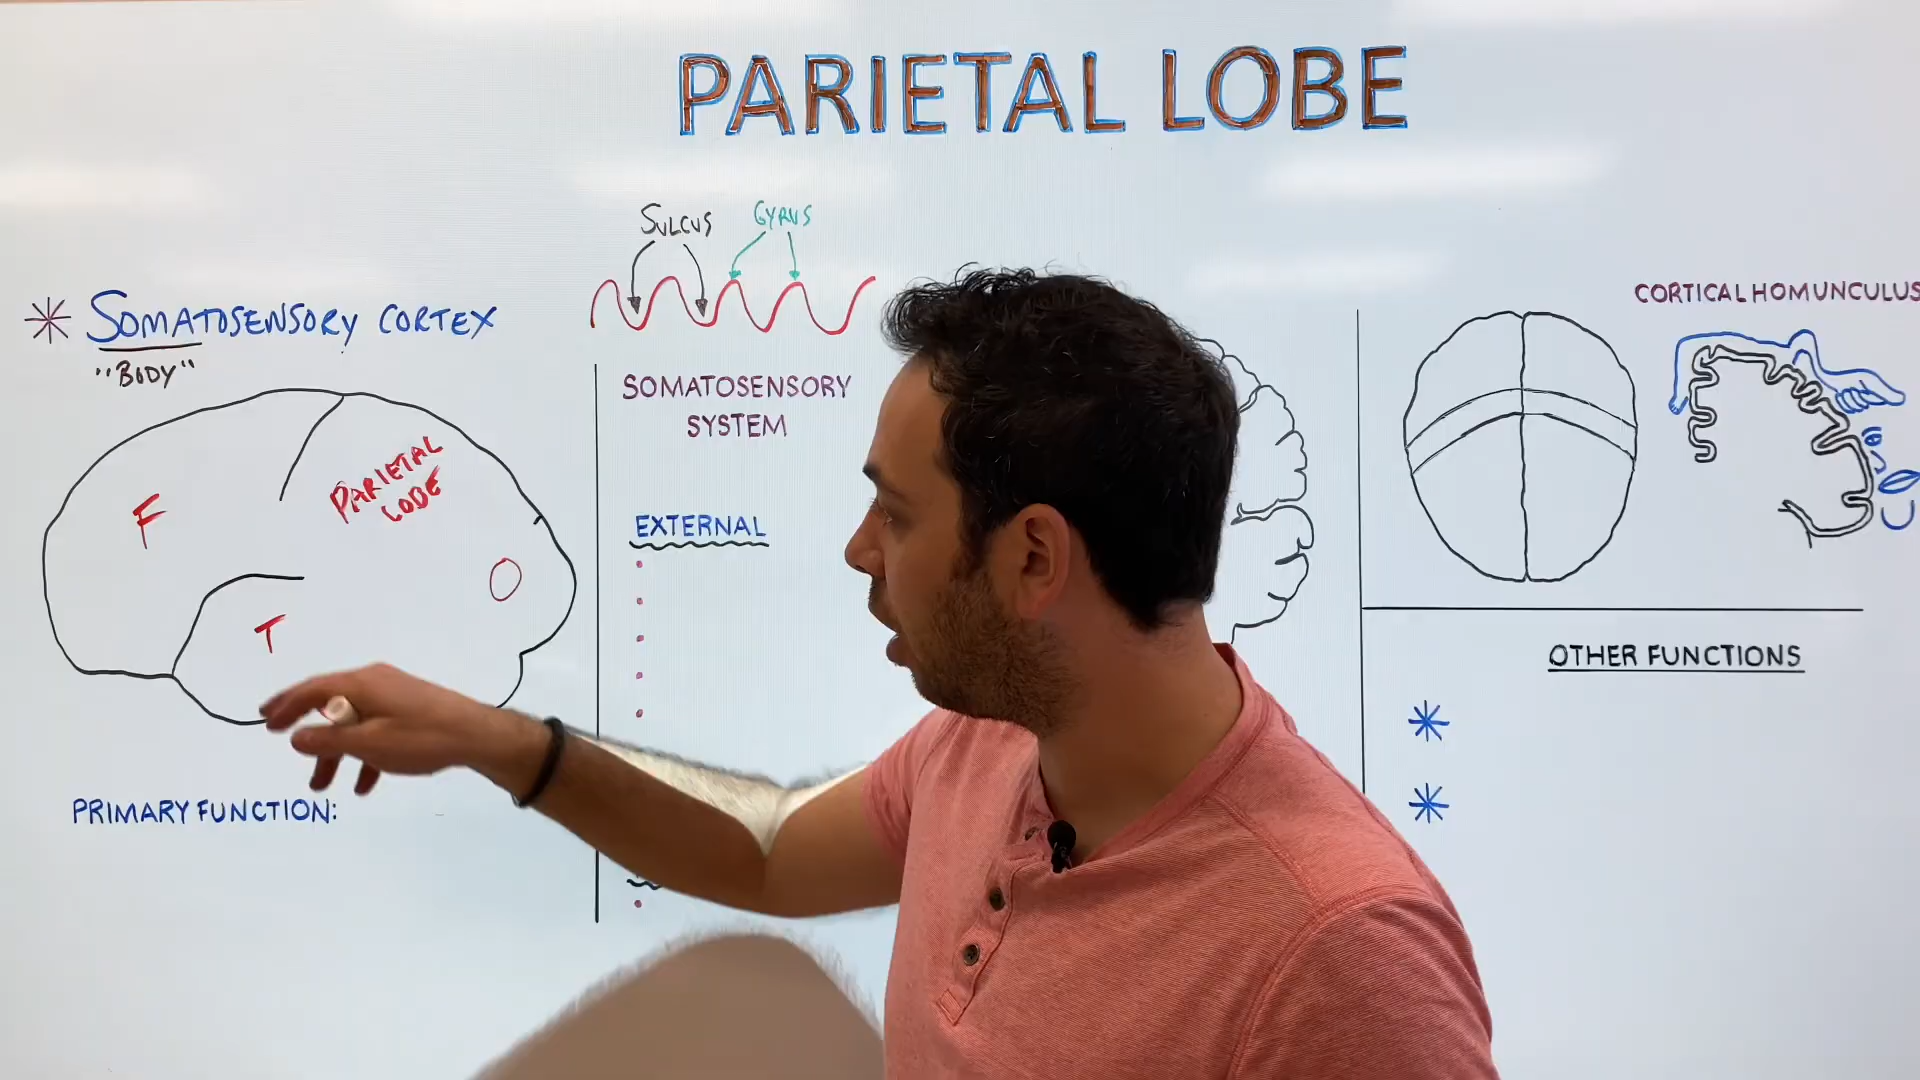 PARIETAL LOBE
SULCUS GYRUS
* SOMATOSENSORY CORTEX
"BODY"
PARIETAL
LOBE
F
O
T
PRIMARY FUNCTION:
SOMATOSENSORY
SYSTEM
EXTERNAL
CORTICAL HOMUNCULUS
OTHER FUNCTIONS
*
*